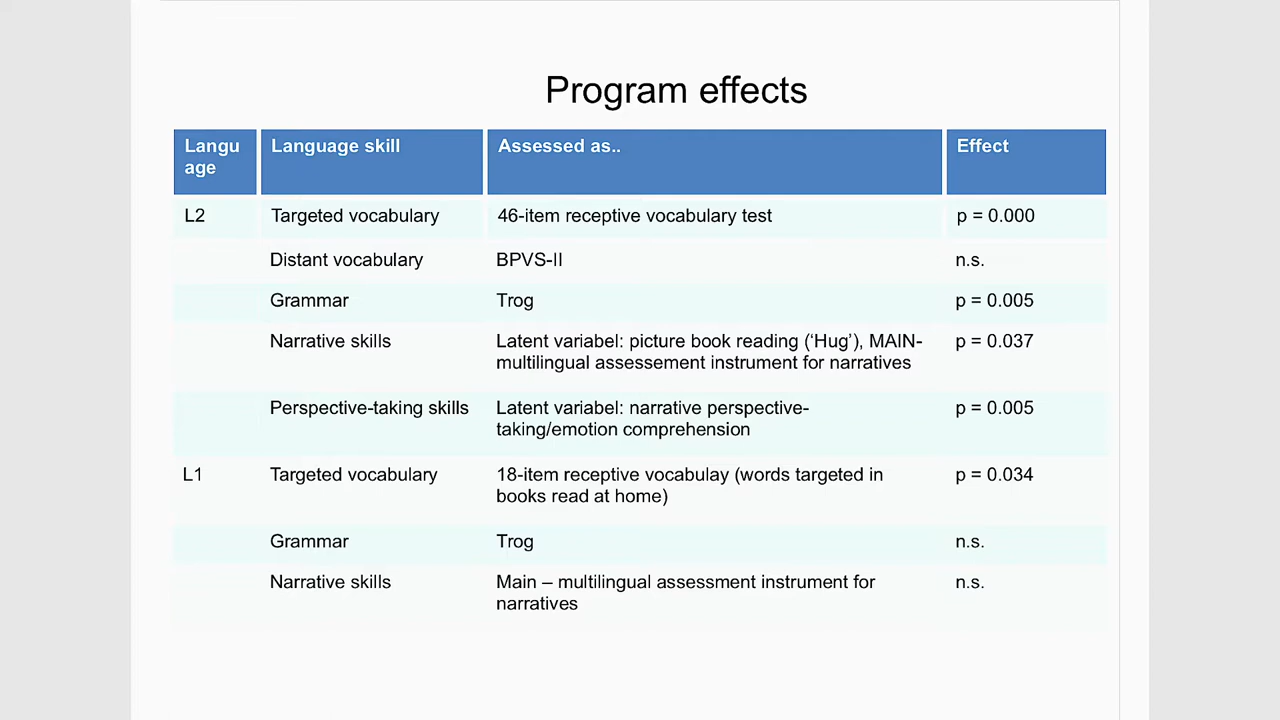 Program effects
Langu
age
Language skill
Assessed as..
Effect
L2
Targeted vocabulary
46-item receptive vocabulary test
p = 0.000
Distant vocabulary
BPVS-II
n.s.
Grammar
Trog
p = 0.005
Narrative skills
Latent variabel: picture book reading (‘Hug’), MAIN-
multilingual assessement instrument for narratives
p = 0.037
Perspective-taking skills
Latent variabel: narrative perspective-
taking/emotion comprehension
p = 0.005
L1
Targeted vocabulary
18-item receptive vocabulay (words targeted in
books read at home)
p = 0.034
Grammar
Trog
n.s.
Narrative skills
Main – multilingual assessment instrument for
narratives
n.s.